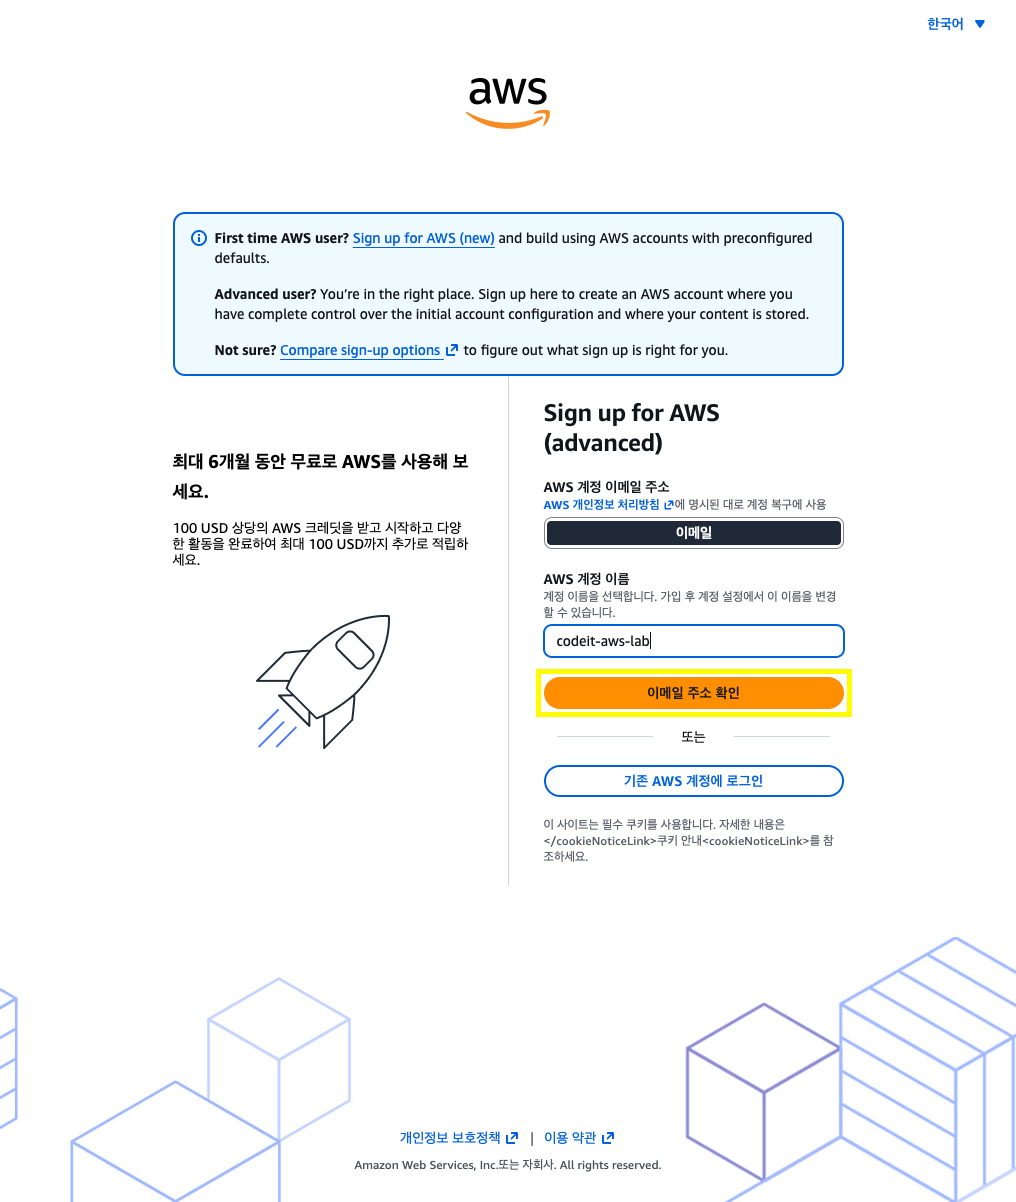 한국어
aws
First time AWS user? Sign up for AWS (new) and build using AWS accounts with preconfigured
defaults.
Advanced user? You're in the right place. Sign up here to create an AWS account where you
have complete control over the initial account configuration and where your content is stored.
Not sure? Compare sign-up options to figure out what sign up is right for you.
최대 6개월 동안 무료로 AWS를 사용해 보
세요.
100 USD 상당의 AWS 크레딧을 받고 시작하고 다양
한 활동을 완료하여 최대 100 USD까지 추가로 적립하
세요.
Sign up for AWS
(advanced)
AWS 계정 이메일 주소
AWS 개인정보 처리방침 에 명시된 대로 계정 복구에 사용
이메일
AWS 계정 이름
계정 이름을 선택합니다. 가입 후 계정 설정에서 이 이름을 변경
할 수 있습니다.
codeit-aws-lab
이메일 주소 확인
또는
기존 AWS 계정에 로그인
이 사이트는 필수 쿠키를 사용합니다. 자세한 내용은
</cookieNoticeLink>쿠키 안내<cookieNoticeLink>를 참
조하세요.
개인정보 보호정책 | 이용 약관
Amazon Web Services, Inc.또는 자회사. All rights reserved.